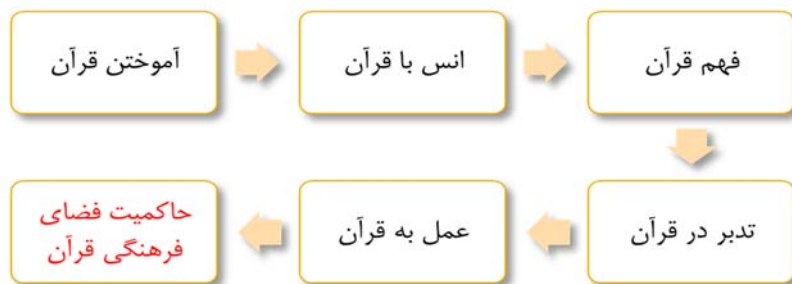 آموختن قرآن
انس با قرآن
فهم قرآن
تدبر در قرآن
عمل به قرآن
حاکمیت فضای
فرهنگی قرآن